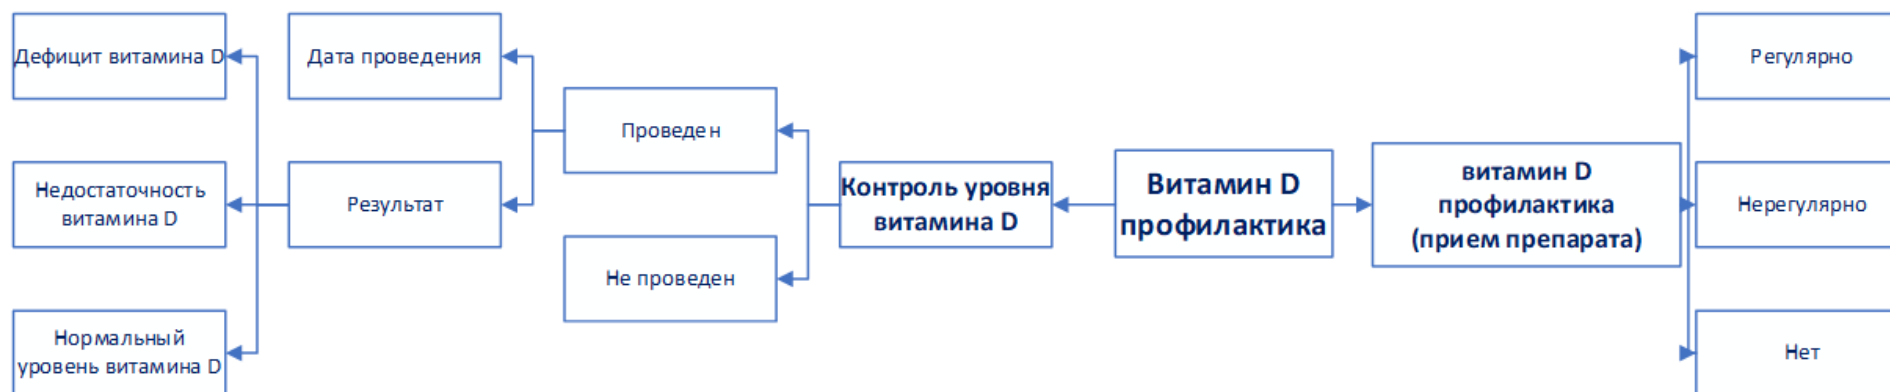 Дефицит витамина D
Дата проведения
Регулярно
Проведен
Недостаточность
витамина D
Результат
Контроль уровня
витамина D
Витамин D
профилактика
витамин D
профилактика
(прием препарата)
Нерегулярно
Не проведен
Нормальный
уровень витамина D
Нет